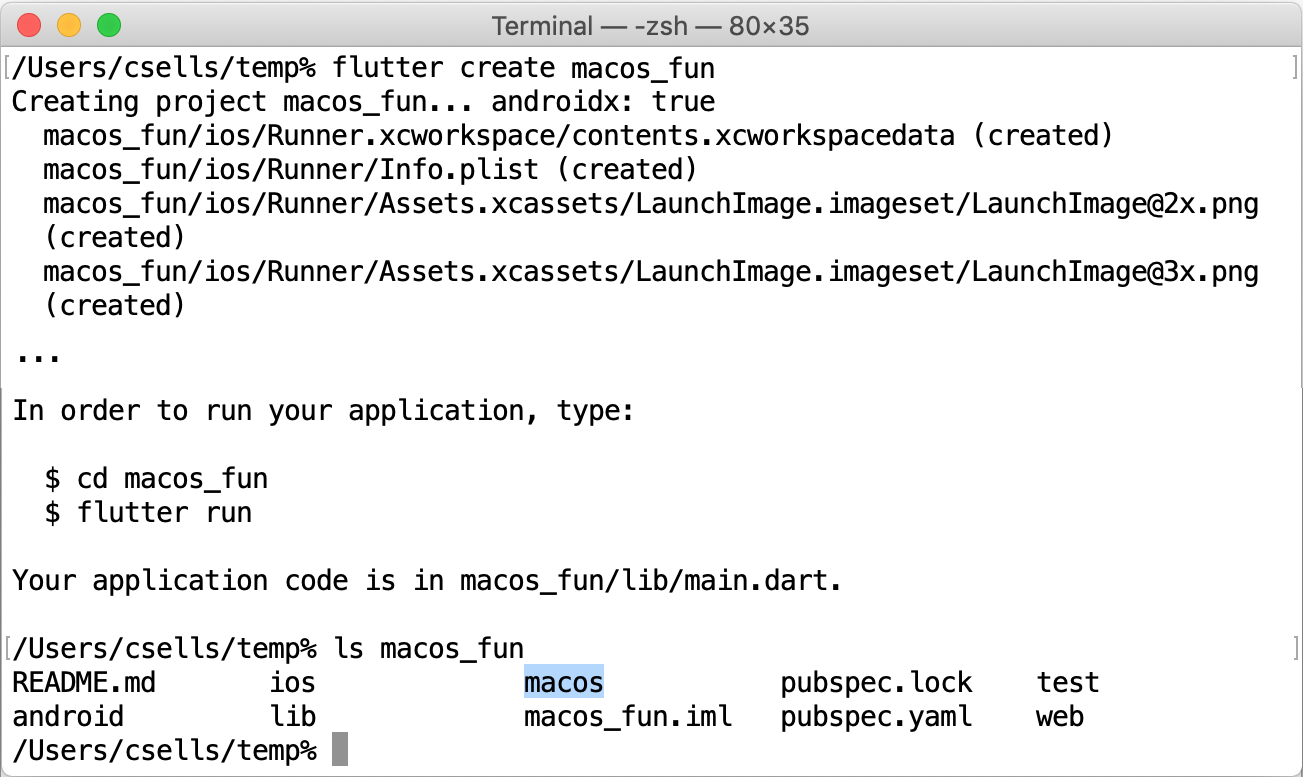 Terminal — -zsh — 80×35
[/Users/csells/temp% flutter create macos_fun ]
Creating project macos_fun... androidx: true
  macos_fun/ios/Runner.xcworkspace/contents.xcworkspacedata (created)
  macos_fun/ios/Runner/Info.plist (created)
  macos_fun/ios/Runner/Assets.xcassets/LaunchImage.imageset/LaunchImage@2x.png
  (created)
  macos_fun/ios/Runner/Assets.xcassets/LaunchImage.imageset/LaunchImage@3x.png
  (created)
...
In order to run your application, type:
  $ cd macos_fun
  $ flutter run
Your application code is in macos_fun/lib/main.dart.
[/Users/csells/temp% ls macos_fun ]
README.md       ios             macos           pubspec.lock    test
android         lib             macos_fun.iml   pubspec.yaml    web
/Users/csells/temp%